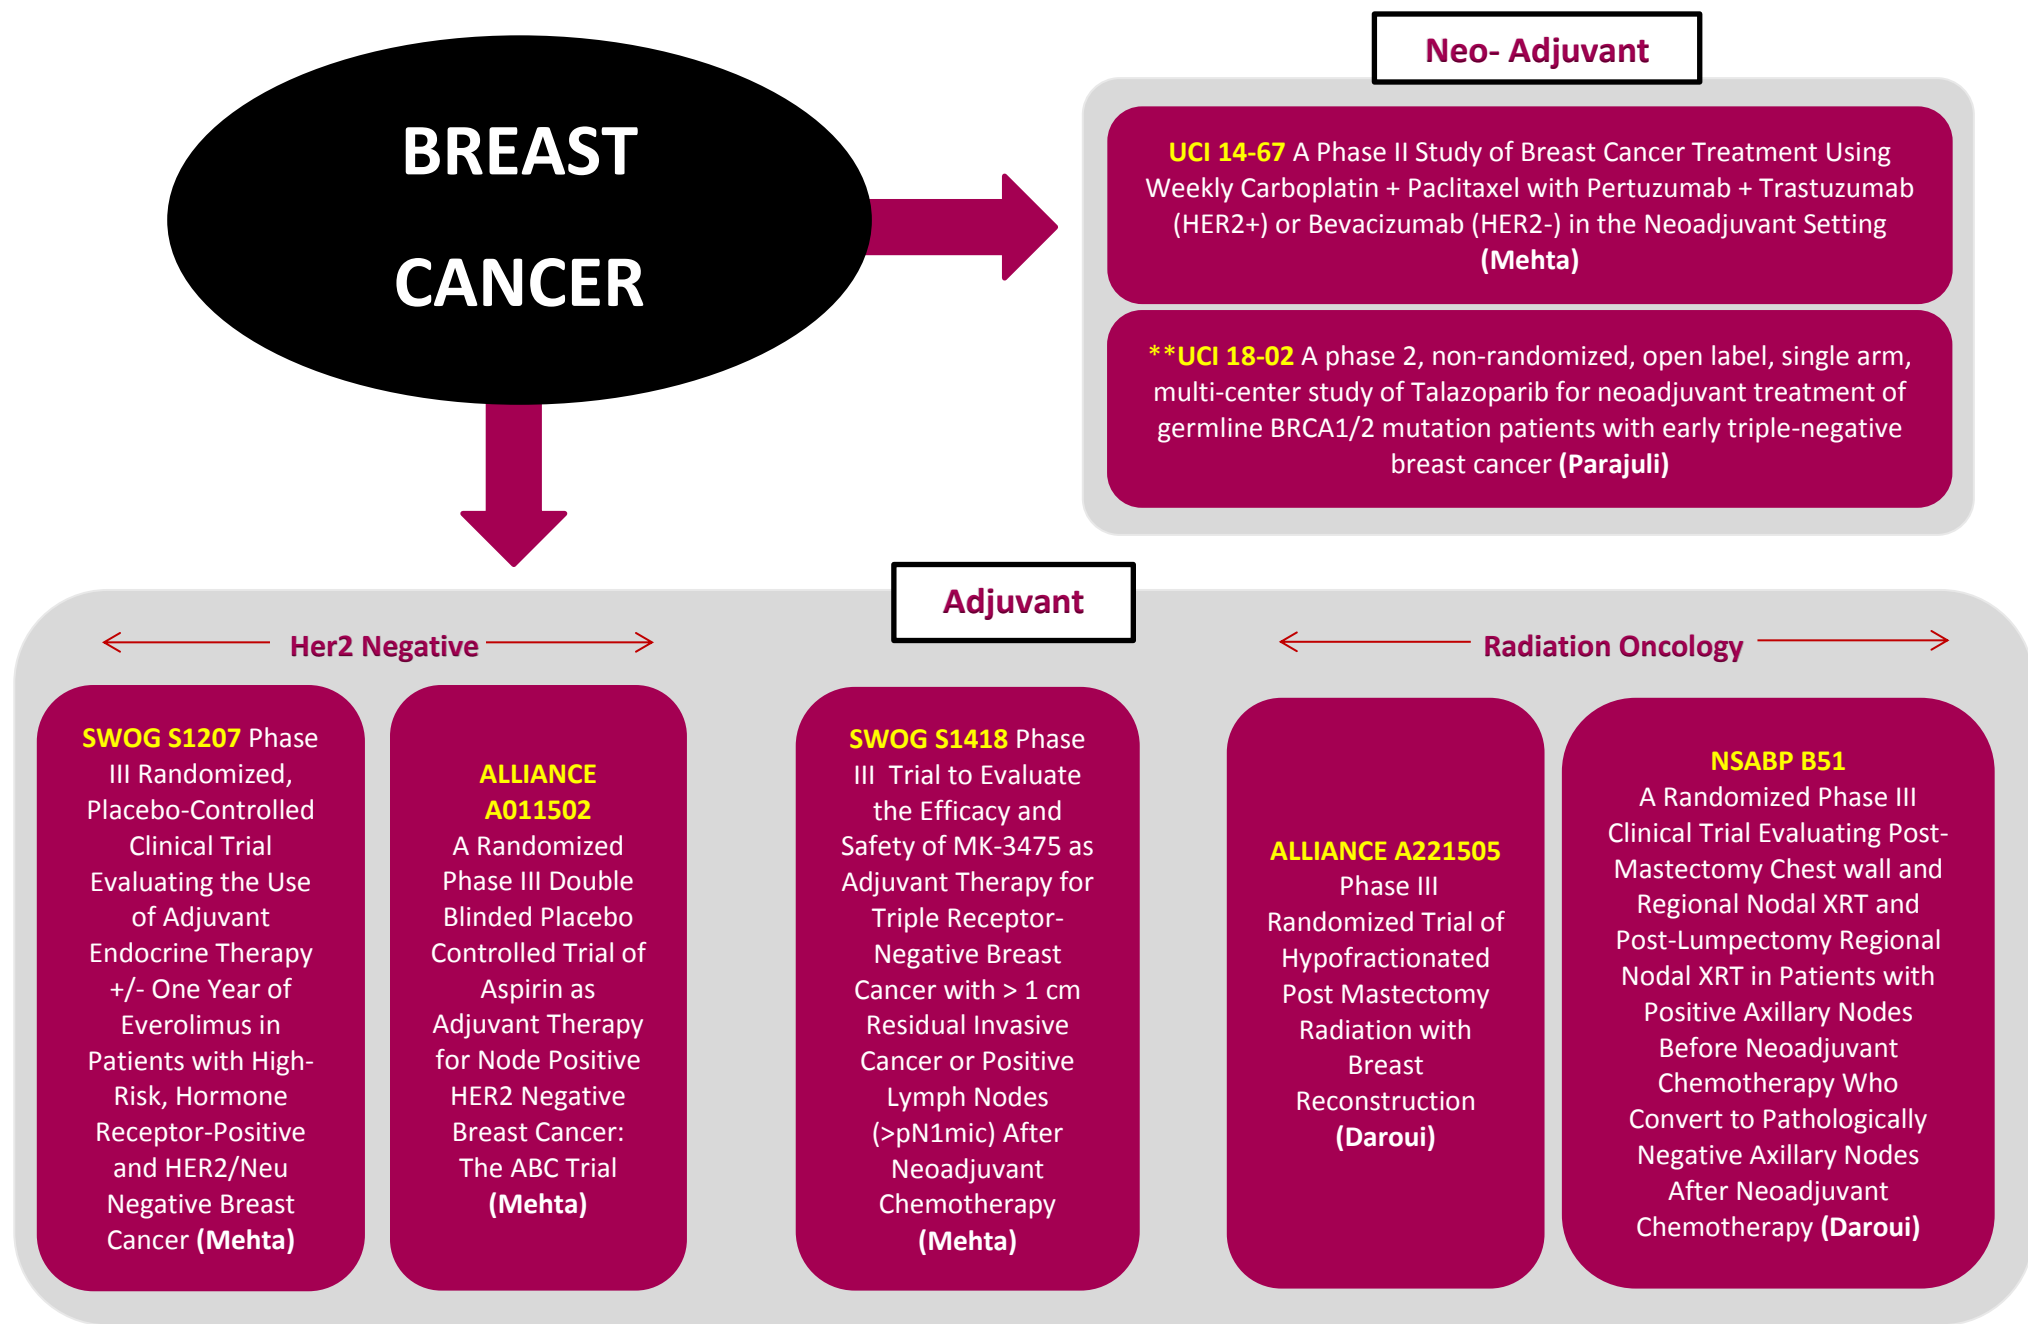 BREAST
CANCER
Neo- Adjuvant
UCI 14-67 A Phase II Study of Breast Cancer Treatment Using
Weekly Carboplatin + Paclitaxel with Pertuzumab + Trastuzumab
(HER2+) or Bevacizumab (HER2-) in the Neoadjuvant Setting
(Mehta)
**UCI 18-02 A phase 2, non-randomized, open label, single arm,
multi-center study of Talazoparib for neoadjuvant treatment of
germline BRCA1/2 mutation patients with early triple-negative
breast cancer (Parajuli)
Adjuvant
Her2 Negative
SWOG S1207 Phase
III Randomized,
Placebo-Controlled
Clinical Trial
Evaluating the Use
of Adjuvant
Endocrine Therapy
+/- One Year of
Everolimus in
Patients with High-
Risk, Hormone
Receptor-Positive
and HER2/Neu
Negative Breast
Cancer (Mehta)
ALLIANCE
A011502
A Randomized
Phase III Double
Blinded Placebo
Controlled Trial of
Aspirin as
Adjuvant Therapy
for Node Positive
HER2 Negative
Breast Cancer:
The ABC Trial
(Mehta)
SWOG S1418 Phase
III  Trial to Evaluate
the Efficacy and
Safety of MK-3475 as
Adjuvant Therapy for
Triple Receptor-
Negative Breast
Cancer with > 1 cm
Residual Invasive
Cancer or Positive
Lymph Nodes
(>pN1mic) After
Neoadjuvant
Chemotherapy
(Mehta)
Radiation Oncology
ALLIANCE A221505
Phase III
Randomized Trial of
Hypofractionated
Post Mastectomy
Radiation with
Breast
Reconstruction
(Daroui)
NSABP B51
A Randomized Phase III
Clinical Trial Evaluating Post-
Mastectomy Chest wall and
Regional Nodal XRT and
Post-Lumpectomy Regional
Nodal XRT in Patients with
Positive Axillary Nodes
Before Neoadjuvant
Chemotherapy Who
Convert to Pathologically
Negative Axillary Nodes
After Neoadjuvant
Chemotherapy (Daroui)